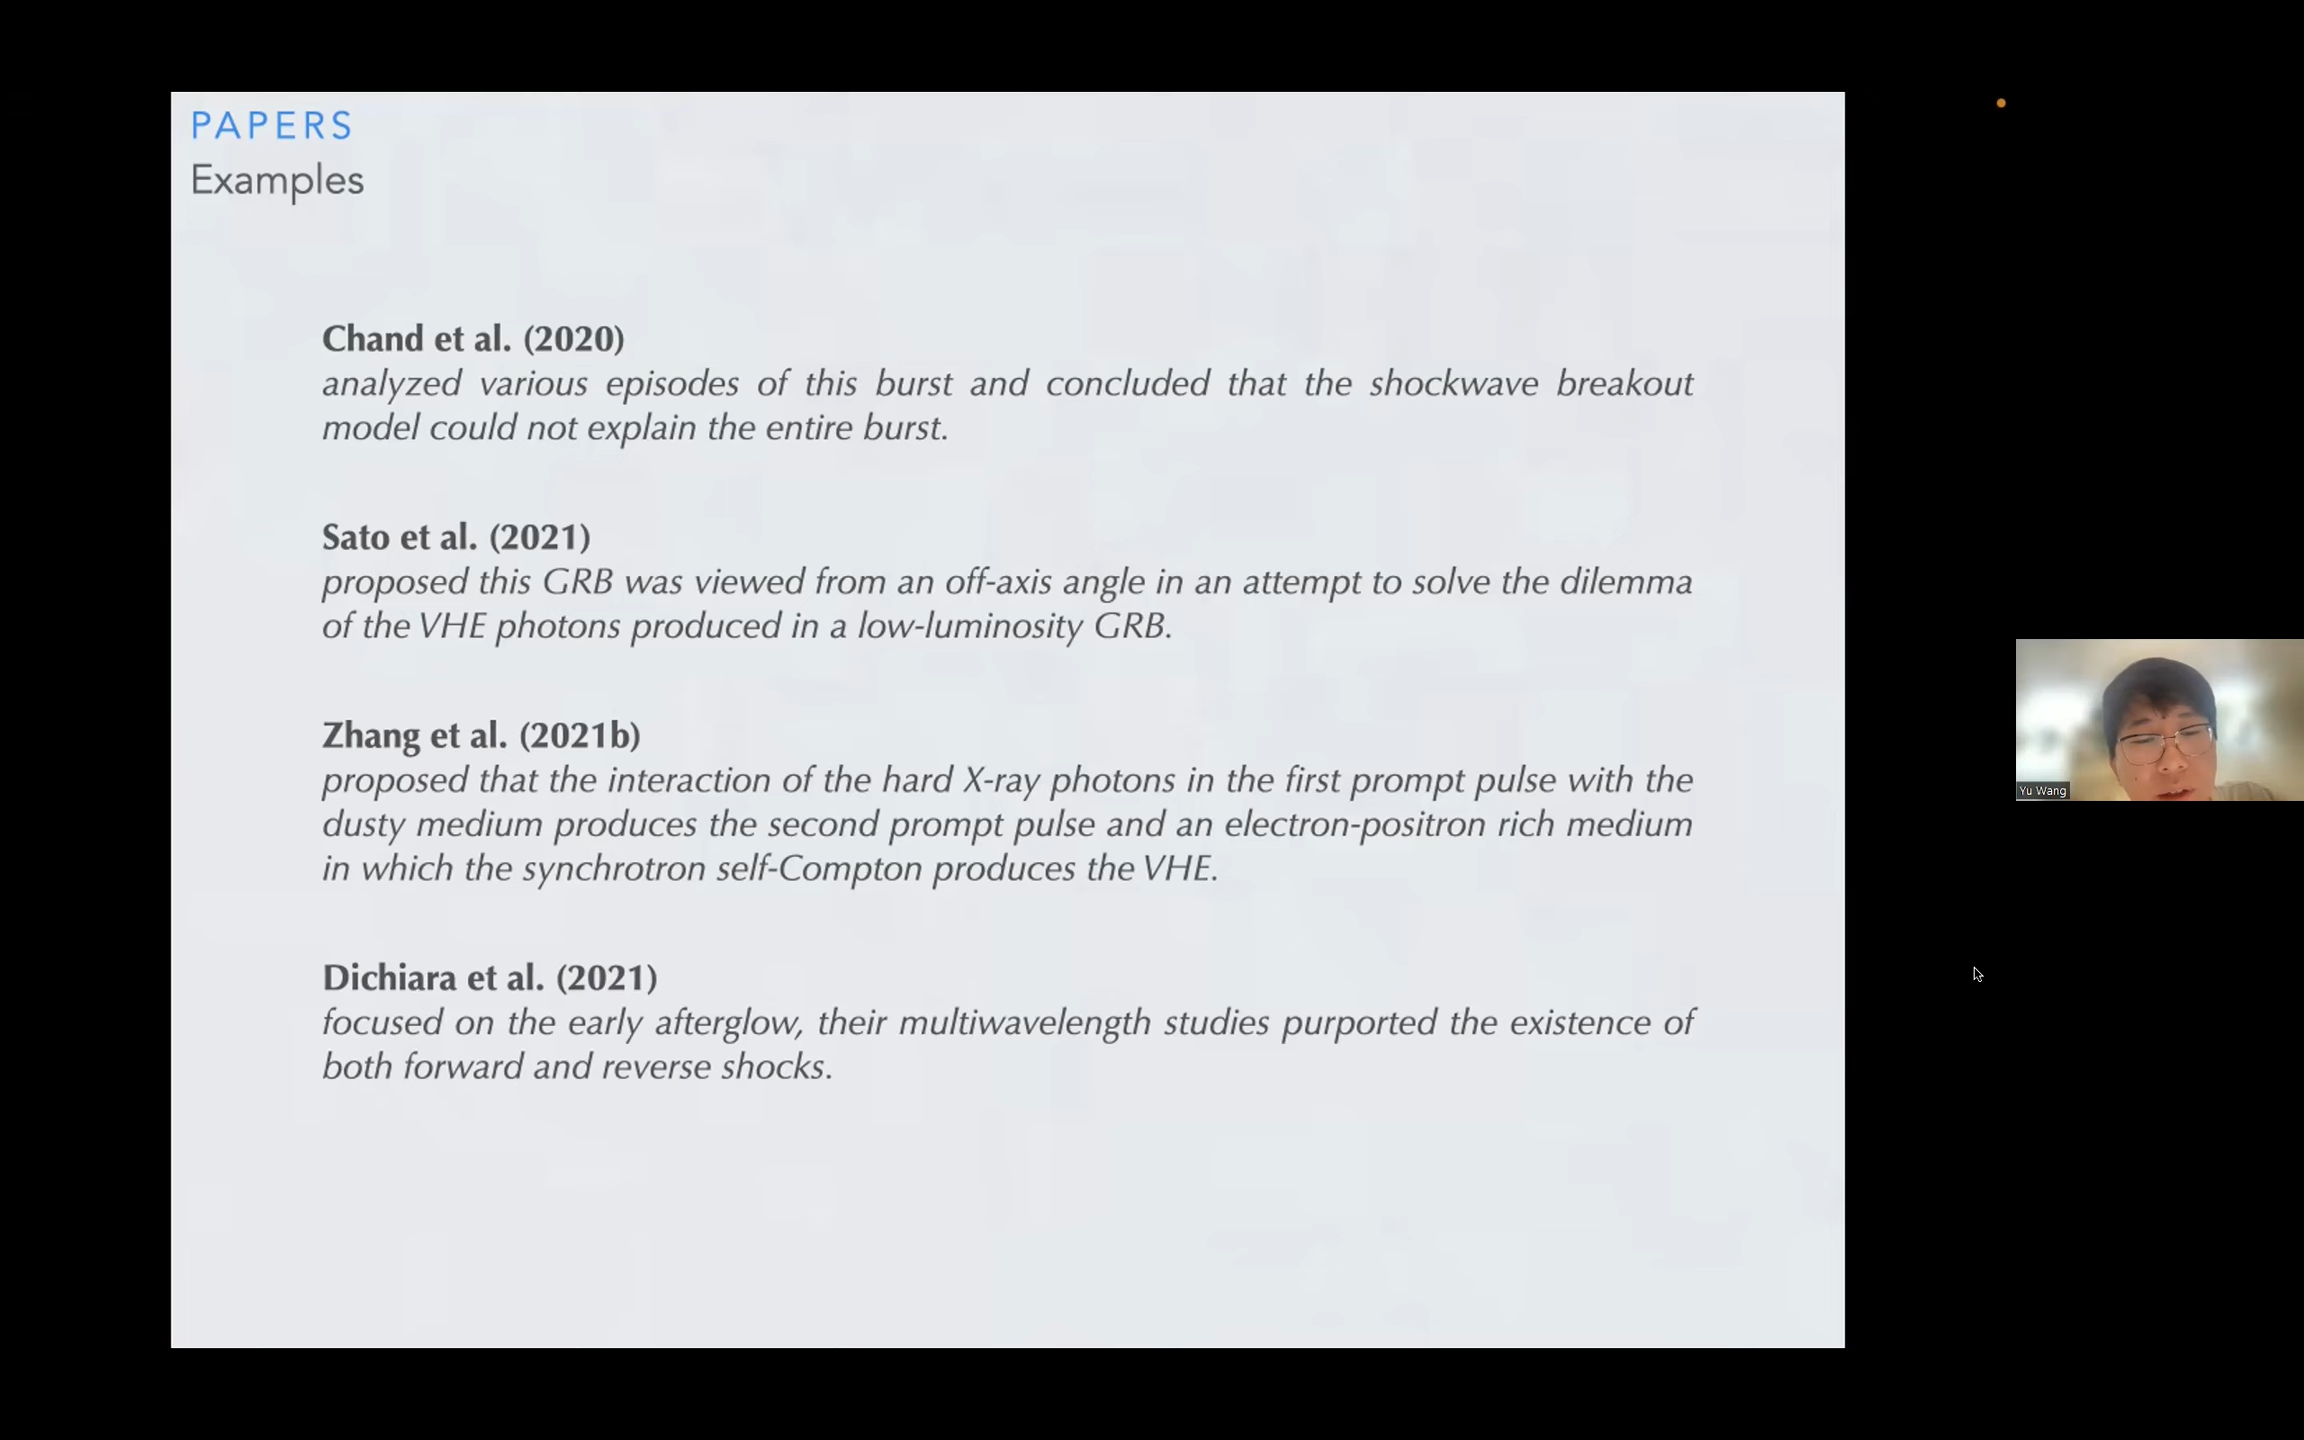 PAPERS
Examples
Chand et al. (2020)
analyzed various episodes of this burst and concluded that the shockwave breakout
model could not explain the entire burst.
Sato et al. (2021)
proposed this GRB was viewed from an off-axis angle in an attempt to solve the dilemma
of the VHE photons produced in a low-luminosity GRB.
Zhang et al. (2021b)
proposed that the interaction of the hard X-ray photons in the first prompt pulse with the
dusty medium produces the second prompt pulse and an electron-positron rich medium
in which the synchrotron self-Compton produces the VHE.
Dichiara et al. (2021)
focused on the early afterglow, their multiwavelength studies purported the existence of
both forward and reverse shocks.
Yu Wang